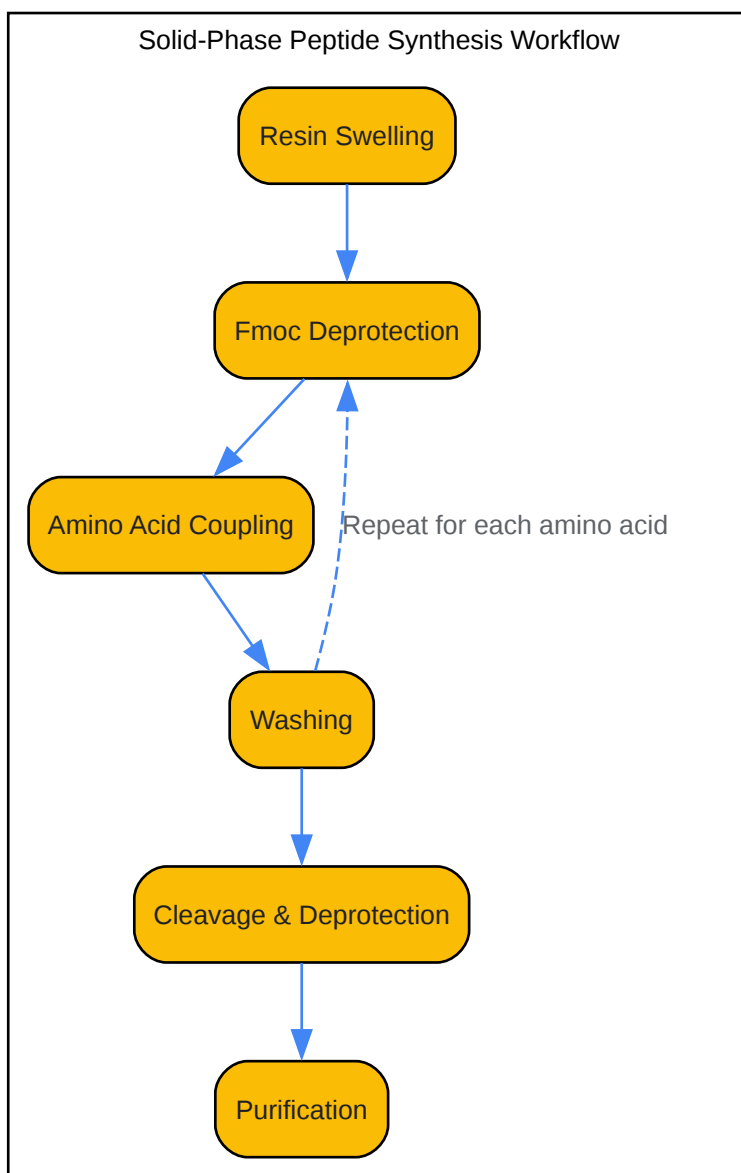 Solid-Phase Peptide Synthesis Workflow
Resin Swelling
Fmoc Deprotection
Amino Acid Coupling
Repeat for each amino acid
Washing
Cleavage & Deprotection
Purification